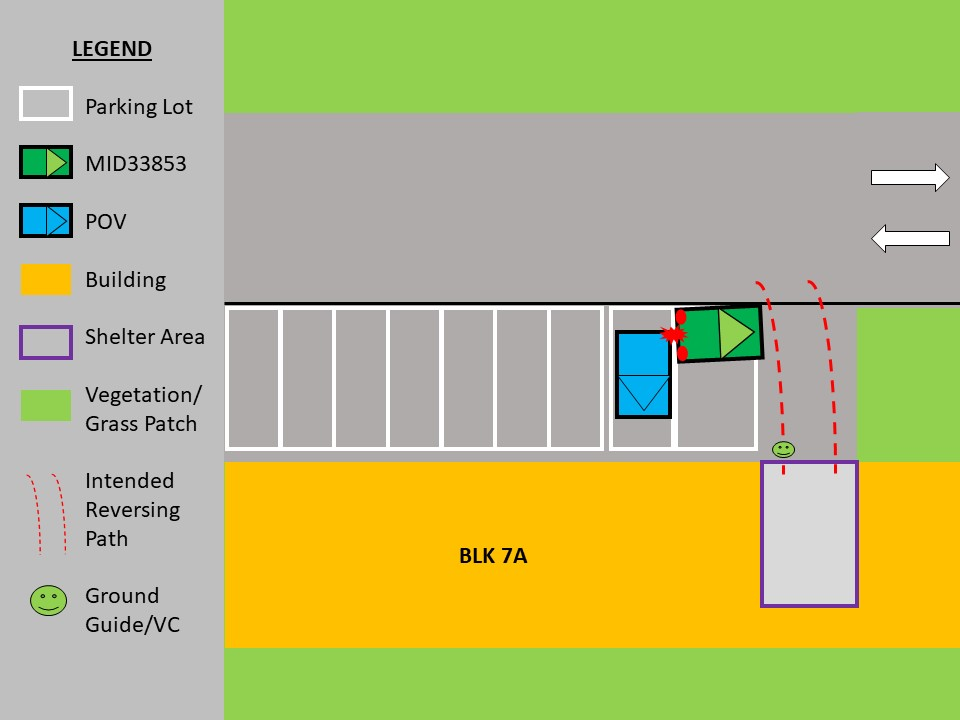 LEGEND
Parking Lot
MID33853
POV
Building
Shelter Area
Vegetation/
Grass Patch
Intended
Reversing
Path
Ground
Guide/VC
BLK 7A